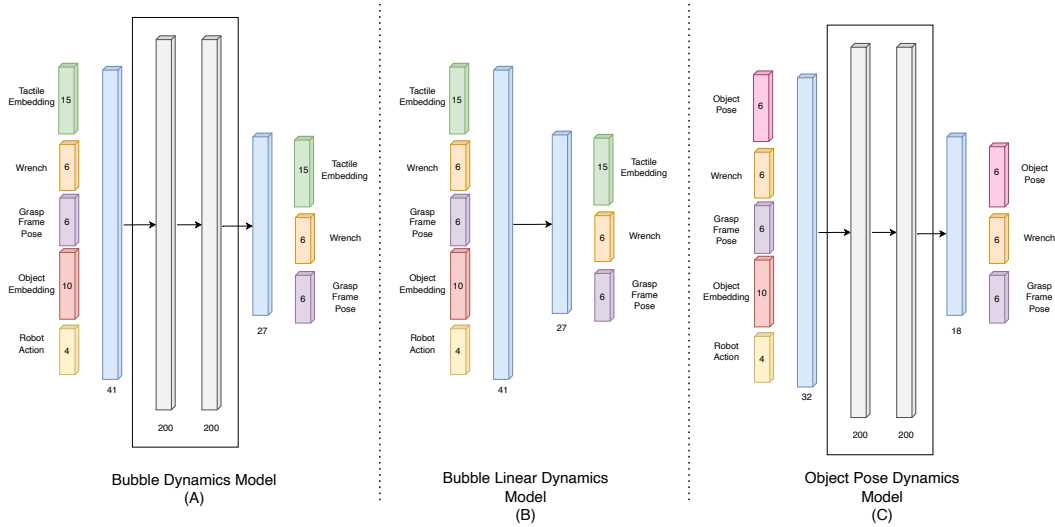 Tactile
Embedding
15
Wrench
6
Grasp
Frame
Pose
6
Object
Embedding
10
Robot
Action
4
41
200
200
27
15
Tactile
Embedding
6
Wrench
6
Grasp
Frame
Pose
Bubble Dynamics Model
(A)
Tactile
Embedding
15
Wrench
6
Grasp
Frame
Pose
6
Object
Embedding
10
Robot
Action
4
41
27
15
Tactile
Embedding
6
Wrench
6
Grasp
Frame
Pose
Bubble Linear Dynamics
Model
(B)
Object
Pose
6
Wrench
6
Grasp
Frame
Pose
6
Object
Embedding
10
Robot
Action
4
32
200
200
18
6
Object
Pose
6
Wrench
6
Grasp
Frame
Pose
Object Pose Dynamics
Model
(C)